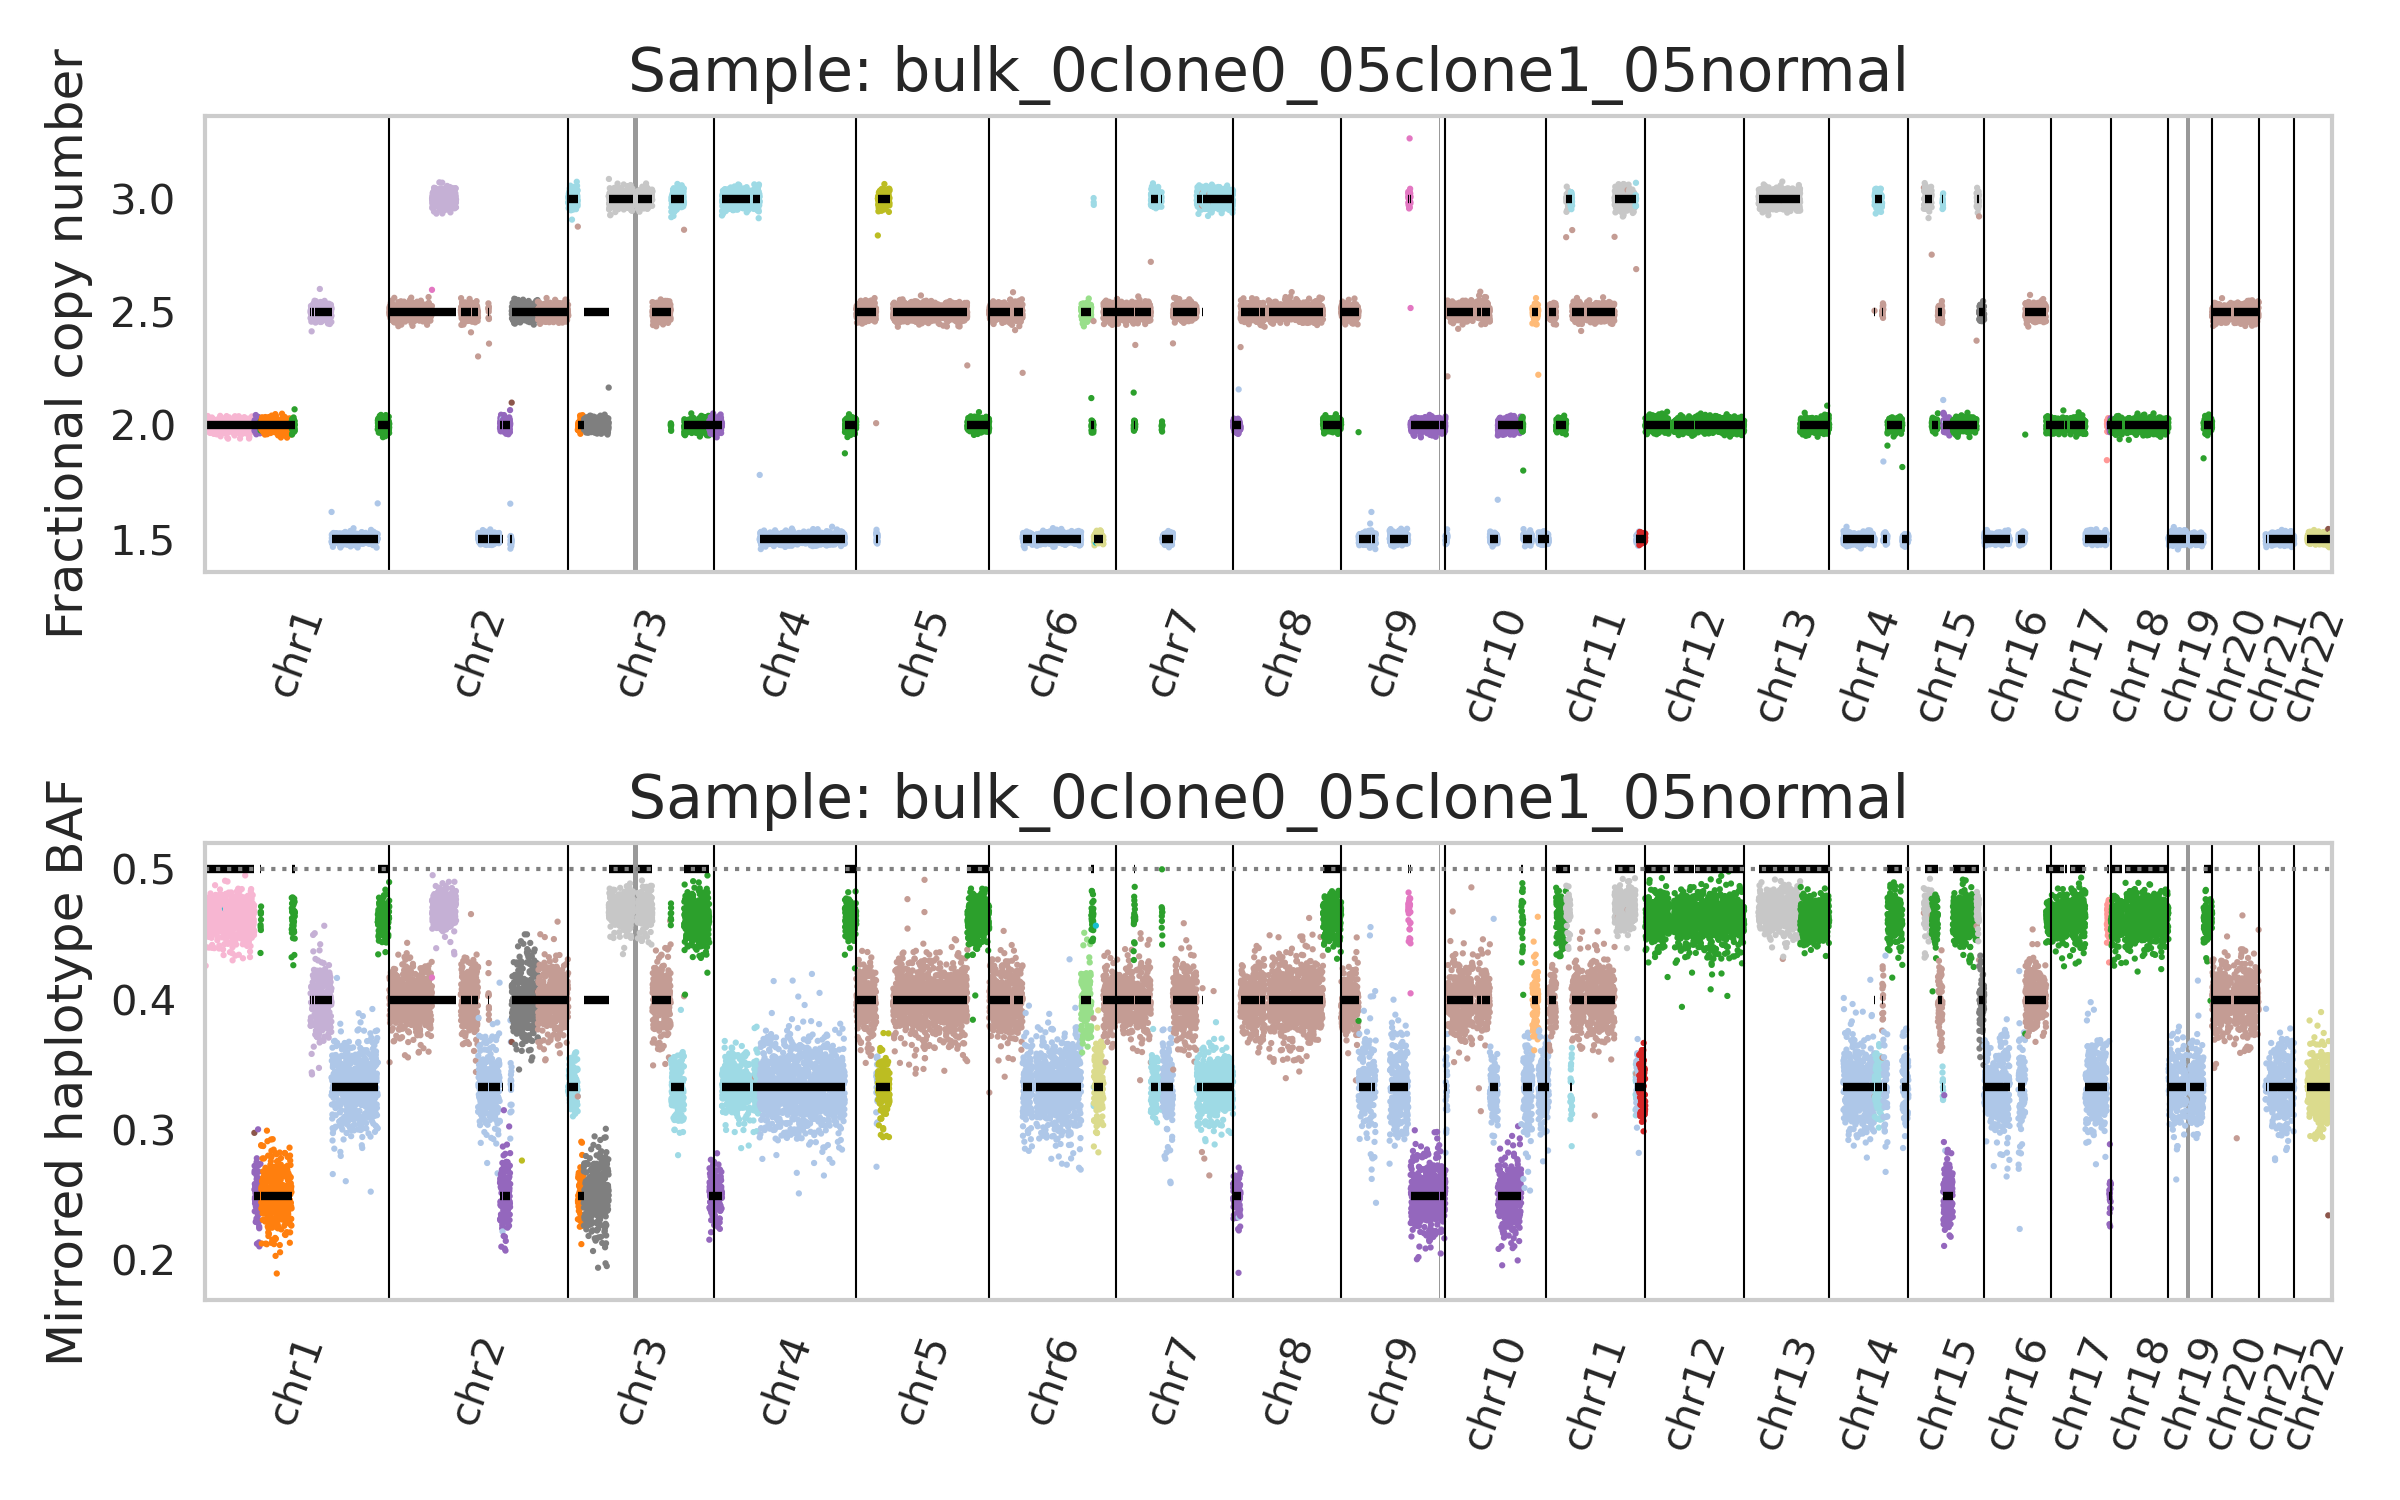 Sample: bulk_0clone0_05clone1_05normal
Fractional copy number
3.0
2.5
2.0
1.5
chr1
chr2
chr3
chr4
chr5
chr6
chr7
chr8
chr9
chr10
chr11
chr12
chr13
chr14
chr15
chr16
chr17
chr18
chr19
chr20
chr21
chr22
Sample: bulk_0clone0_05clone1_05normal
Mirrored haplotype BAF
0.5
0.4
0.3
0.2
chr1
chr2
chr3
chr4
chr5
chr6
chr7
chr8
chr9
chr10
chr11
chr12
chr13
chr14
chr15
chr16
chr17
chr18
chr19
chr20
chr21
chr22